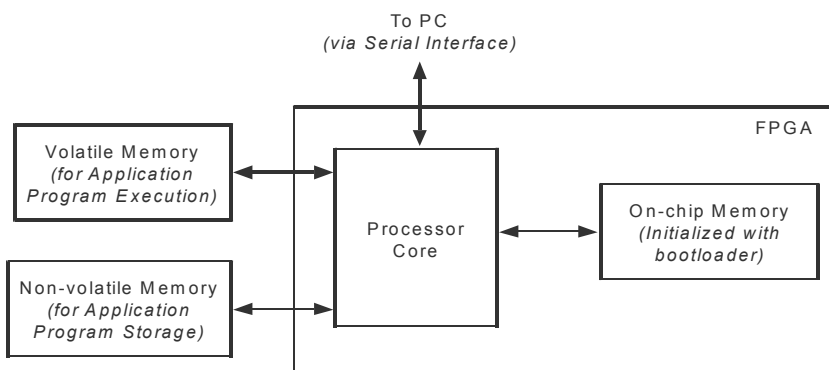 To PC
(via Serial Interface)
FPGA
Volatile Memory
(for Application
Program Execution)
Processor
Core
On-chip Memory
(Initialized with
bootloader)
Non-volatile Memory
(for Application
Program Storage)